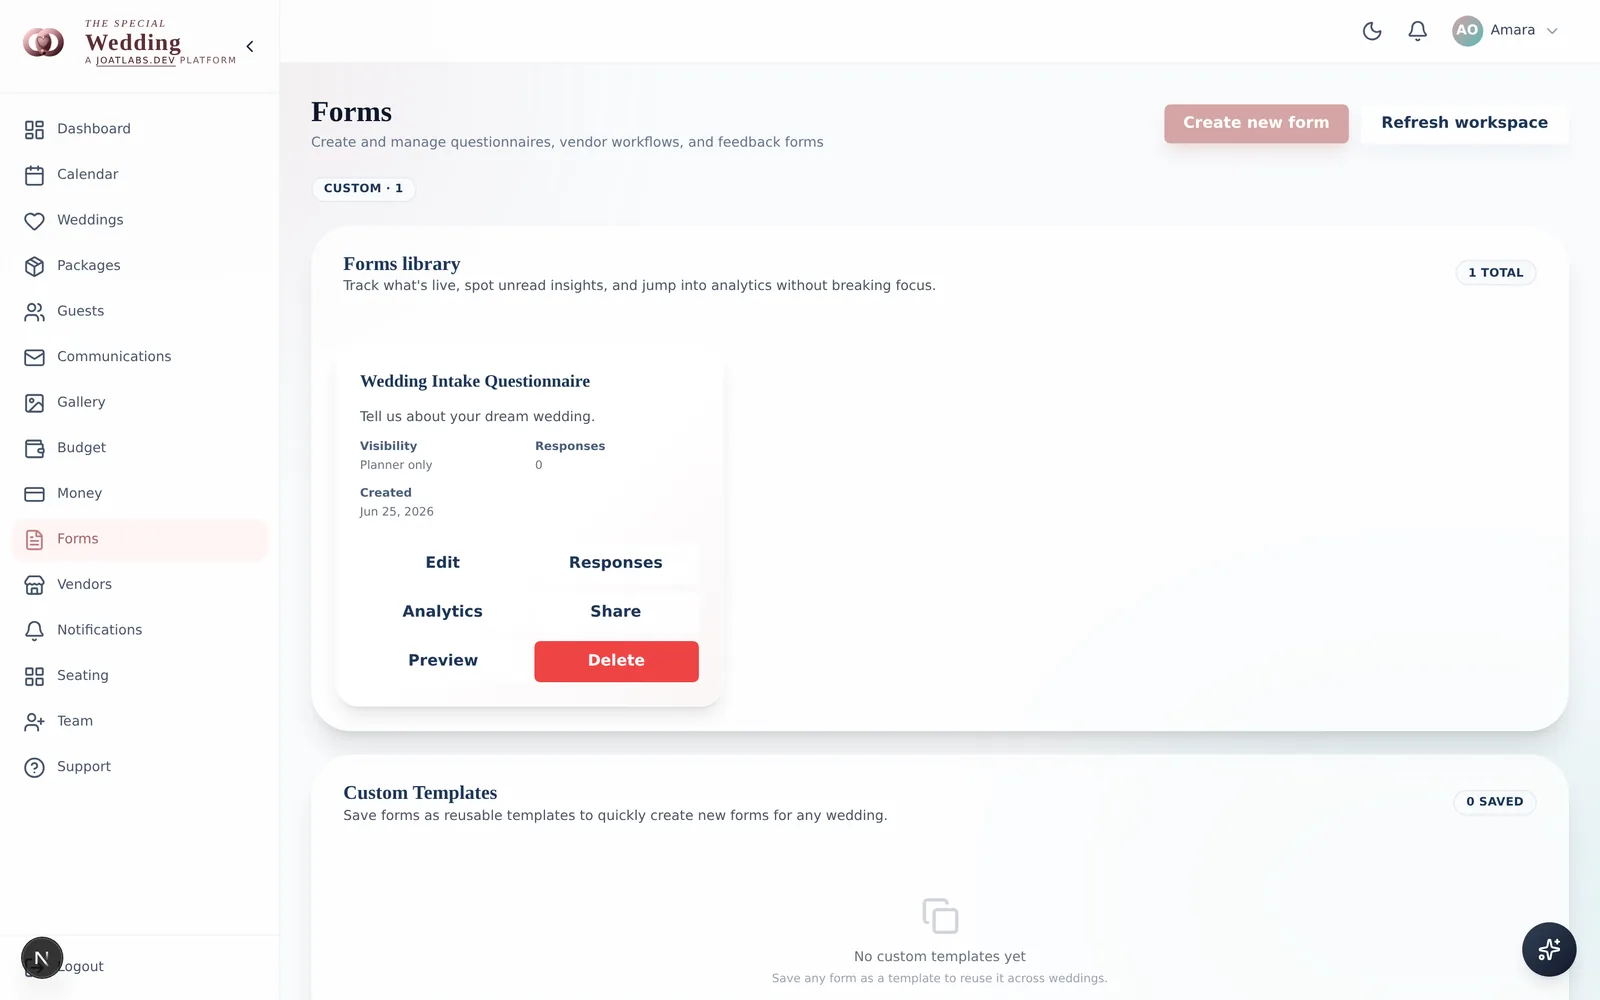 THE SPECIAL
Wedding
A JOATLABS.DEV PLATFORM
AO Amara
Dashboard
Calendar
Weddings
Packages
Guests
Communications
Gallery
Budget
Money
Forms
Vendors
Notifications
Seating
Team
Support
N
Logout
Forms
Create and manage questionnaires, vendor workflows, and feedback forms
Create new form
Refresh workspace
CUSTOM · 1
Forms library
Track what's live, spot unread insights, and jump into analytics without breaking focus.
1 TOTAL
Wedding Intake Questionnaire
Tell us about your dream wedding.
Visibility Responses
Planner only 0
Created
Jun 25, 2026
Edit Responses
Analytics Share
Preview Delete
Custom Templates
Save forms as reusable templates to quickly create new forms for any wedding.
0 SAVED
No custom templates yet
Save any form as a template to reuse it across weddings.